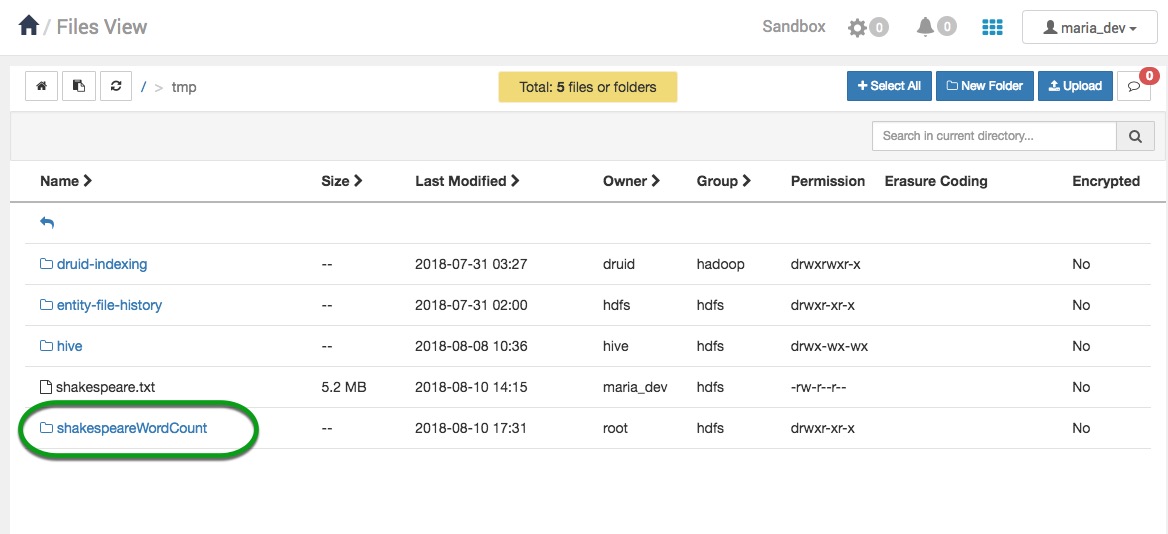 / Files View Sandbox 0 0 maria_dev
/ > tmp Total: 5 files or folders + Select All New Folder Upload 0
Search in current directory...
Name Size Last Modified Owner Group Permission Erasure Coding Encrypted
druid-indexing -- 2018-07-31 03:27 druid hadoop drwxrwxr-x No
entity-file-history -- 2018-07-31 02:00 hdfs hdfs drwxr-xr-x No
hive -- 2018-08-08 10:36 hive hdfs drwx-wx-wx No
shakespeare.txt 5.2 MB 2018-08-10 14:15 maria_dev hdfs -rw-r--r-- No
shakespeareWordCount -- 2018-08-10 17:31 root hdfs drwxr-xr-x No